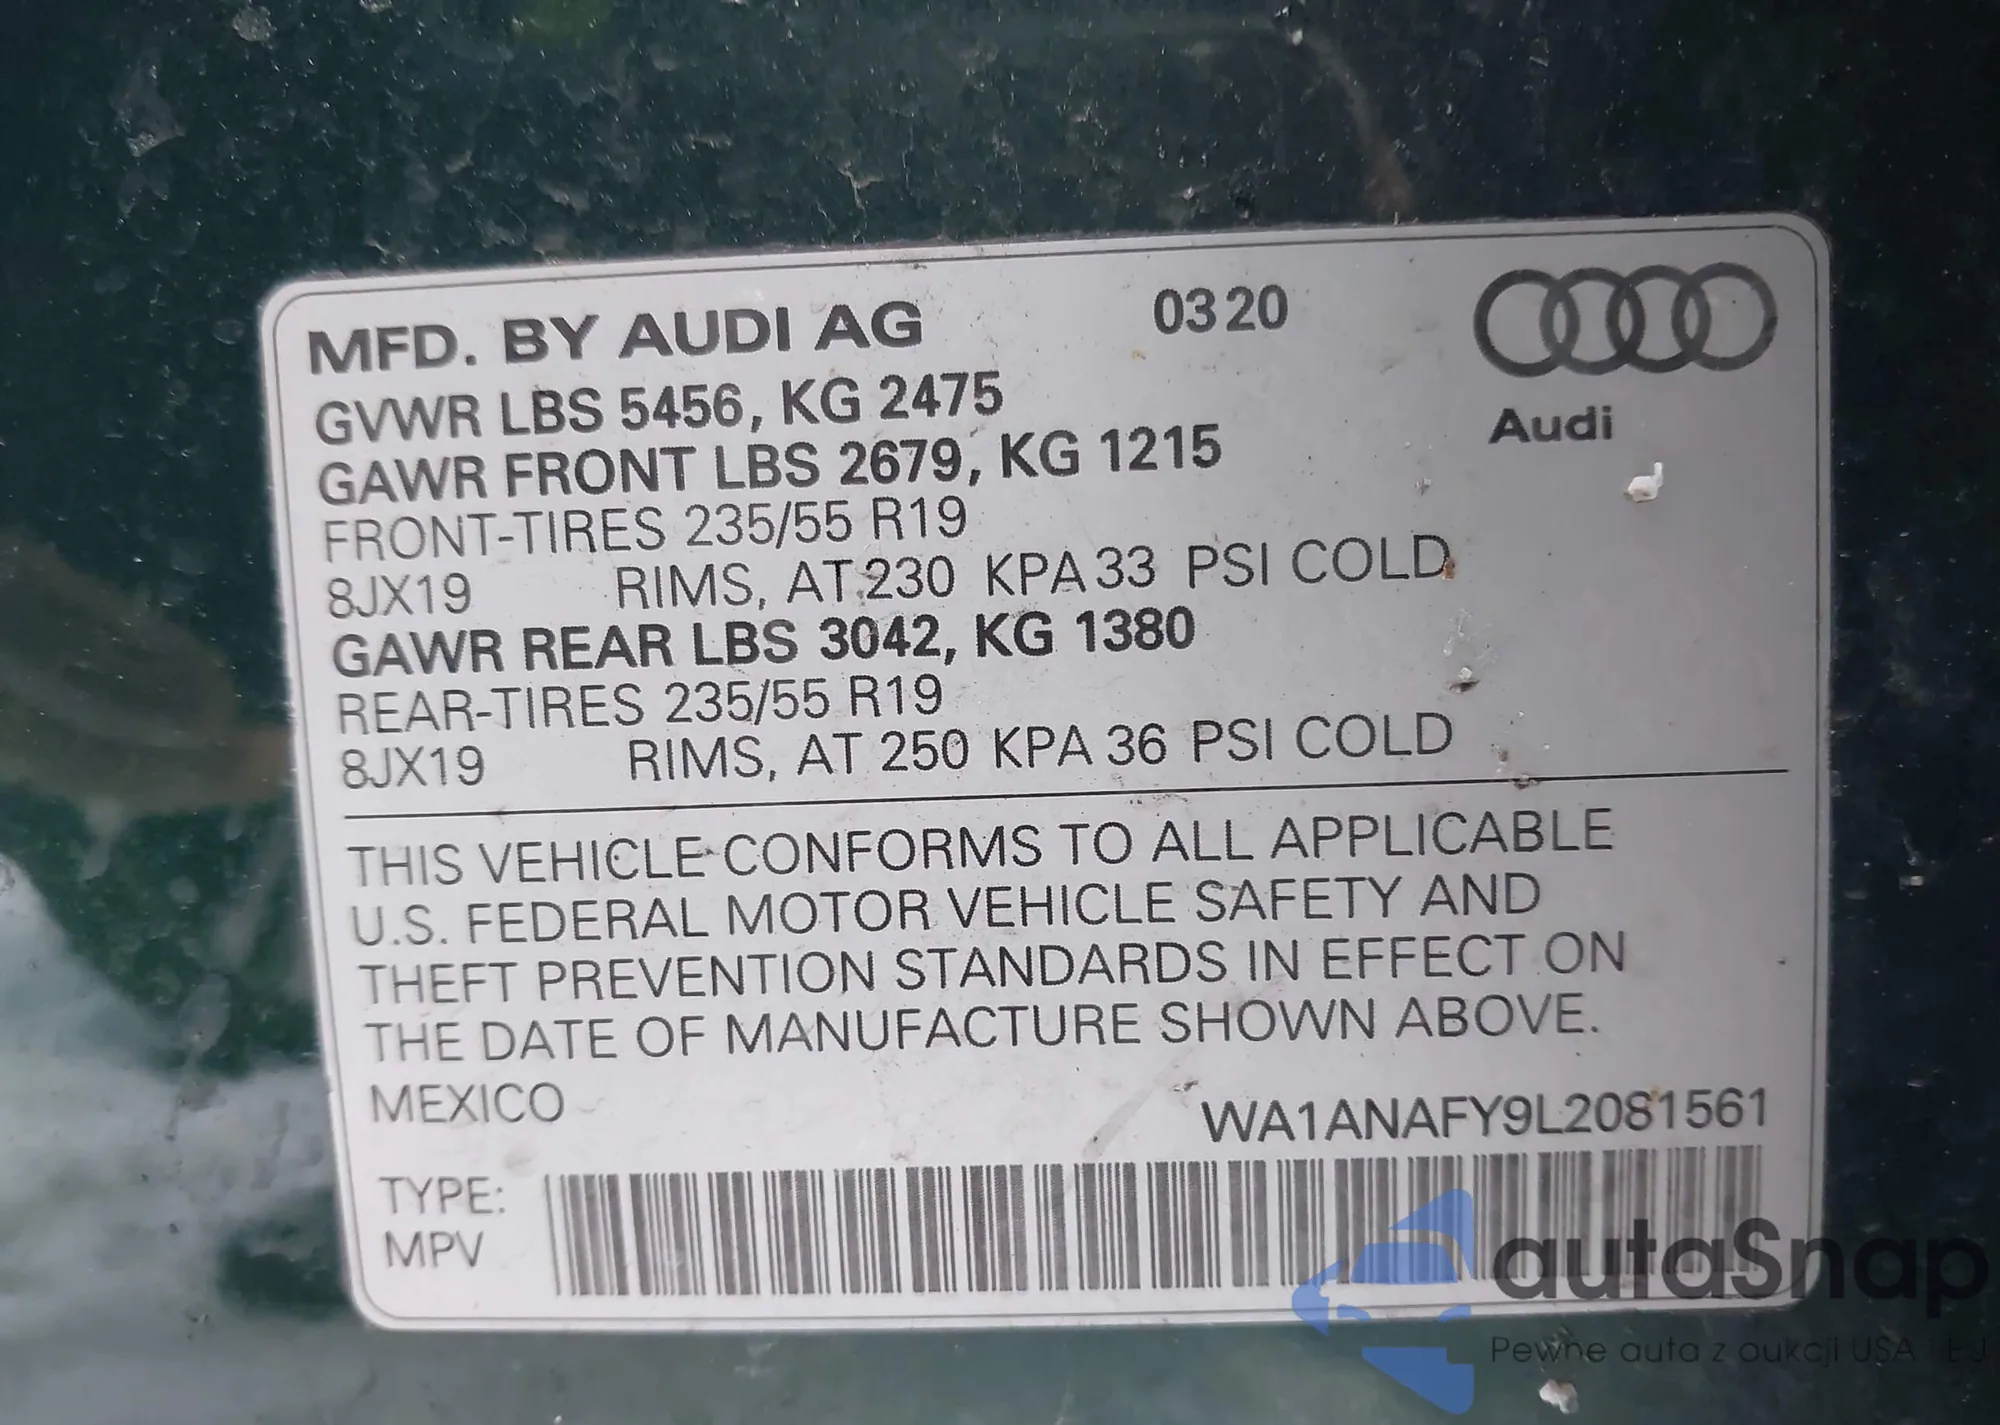 MFD. BY AUDI AG 0320
Audi
GVWR LBS 5456, KG 2475
GAWR FRONT LBS 2679, KG 1215
FRONT-TIRES 235/55 R19
8JX19 RIMS, AT 230 KPA 33 PSI COLD
GAWR REAR LBS 3042, KG 1380
REAR-TIRES 235/55 R19
8JX19 RIMS, AT 250 KPA 36 PSI COLD
THIS VEHICLE CONFORMS TO ALL APPLICABLE
U.S. FEDERAL MOTOR VEHICLE SAFETY AND
THEFT PREVENTION STANDARDS IN EFFECT ON
THE DATE OF MANUFACTURE SHOWN ABOVE.
MEXICO WA1ANAFY9L2081561
TYPE:
MPV
autaSnap
Pewne auta z aukcji USA i EU